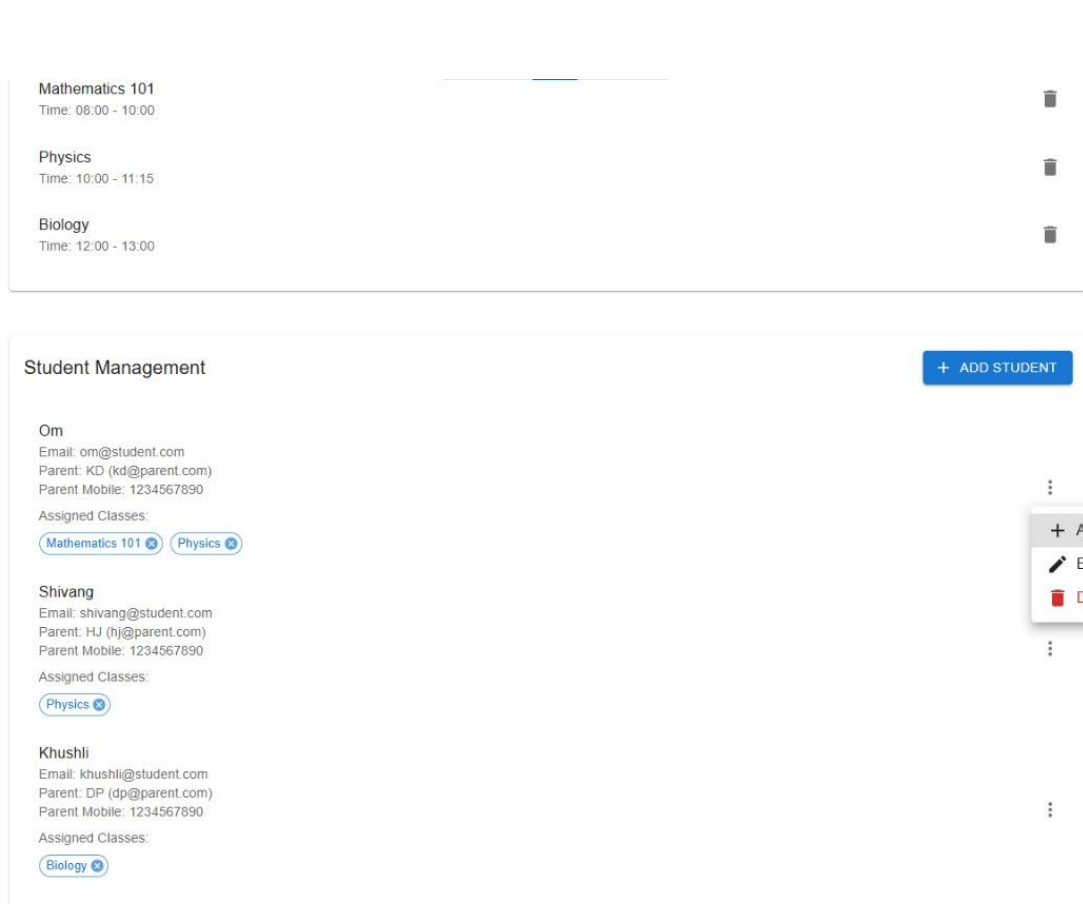 Mathematics 101
Time: 08:00 - 10:00
Physics
Time: 10:00 - 11:15
Biology
Time: 12:00 - 13:00
Student Management
+ ADD STUDENT
Om
Email: om@student.com
Parent: KD (kd@parent.com)
Parent Mobile: 1234567890
Assigned Classes:
Mathematics 101 Physics
Shivang
Email: shivang@student.com
Parent: HJ (hj@parent.com)
Parent Mobile: 1234567890
Assigned Classes:
Physics
Khushli
Email: khushli@student.com
Parent: DP (dp@parent.com)
Parent Mobile: 1234567890
Assigned Classes:
Biology